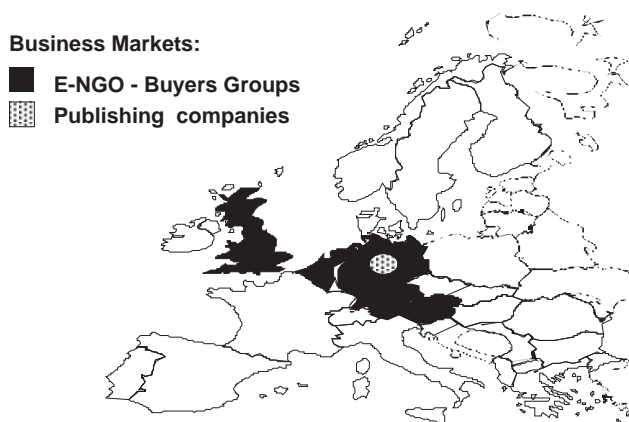 Business Markets:
E-NGO - Buyers Groups
Publishing companies